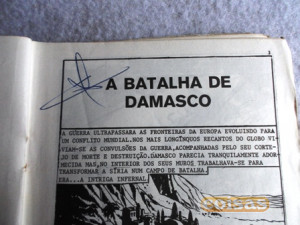 1
A BATALHA DE
DAMASCO
A GUERRA ULTRAPASSARA AS FRONTEIRAS DA EUROPA EVOLUINDO PARA
UM CONFLITO MUNDIAL. NOS MAIS LONGÍNQUOS RECANTOS DO GLOBO VI-
VIAM-SE AS CONVULSÕES DA GUERRA, ACOMPANHADAS PELO SEU CORTE-
JO DE MORTE E DESTRUIÇÃO. DAMASCO PARECIA TRANQUILAMENTE ADOR-
MECIDA MAS, NO INTERIOR DOS SEUS MUROS TRABALHAVA-SE PARA
TRANSFORMAR A SÍRIA NUM CAMPO DE BATALHA.
ERA... A INTRIGA INFERNAL